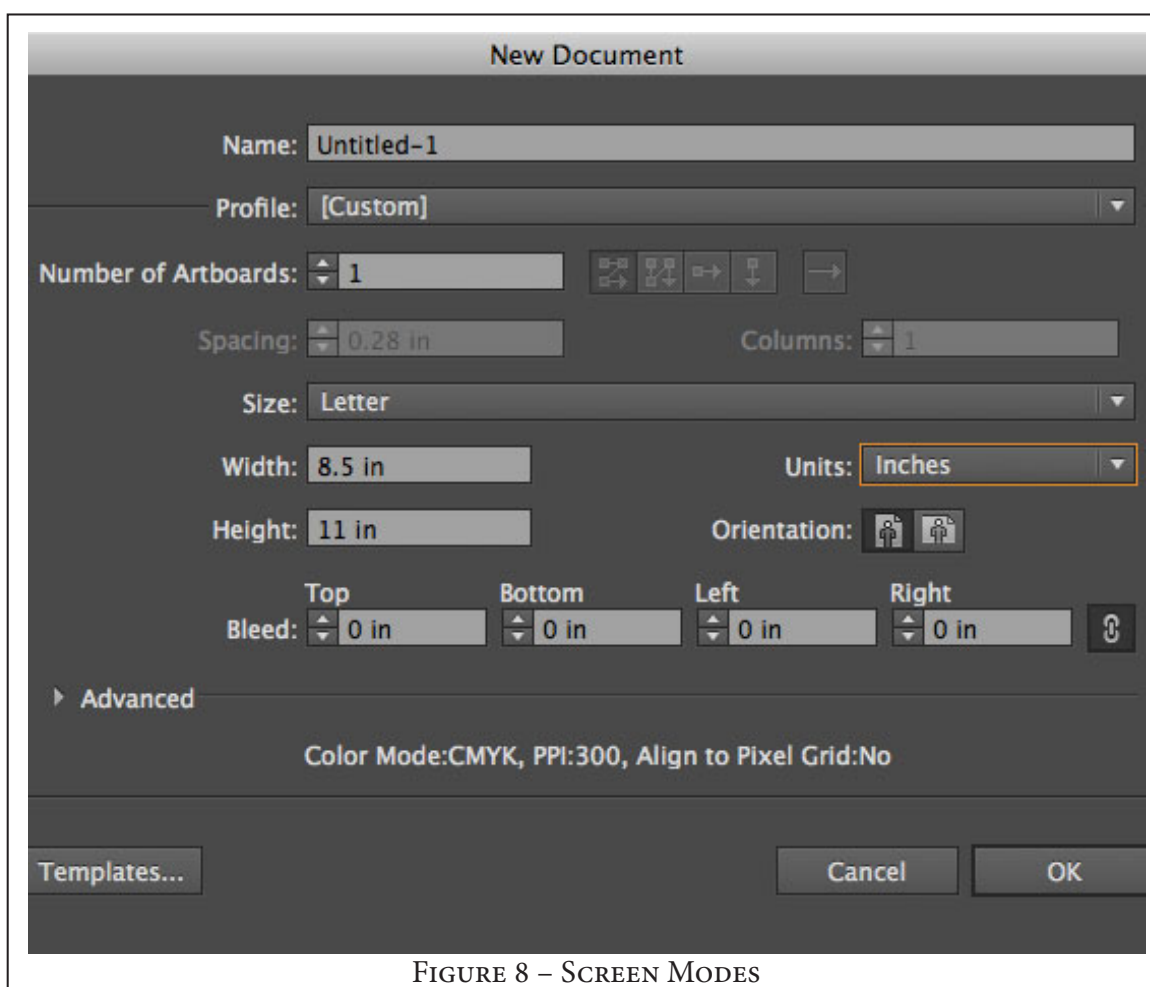 New Document
Name: Untitled-1
Profile: [Custom]
Number of Artboards: 1
Spacing: 0.28 in Columns: 1
Size: Letter
Width: 8.5 in Units: Inches
Height: 11 in Orientation:
Top Bottom Left Right
Bleed: 0 in 0 in 0 in 0 in
Advanced
Color Mode:CMYK, PPI:300, Align to Pixel Grid:No
Templates... Cancel OK
Figure 8 – Screen Modes